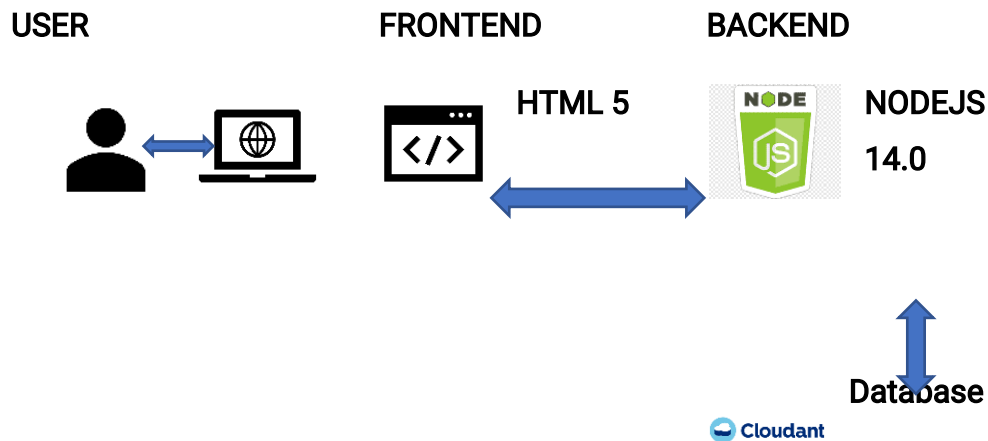 USER
FRONTEND
BACKEND
HTML 5
</>
NODE
JS
NODEJS
14.0
Database
Cloudant